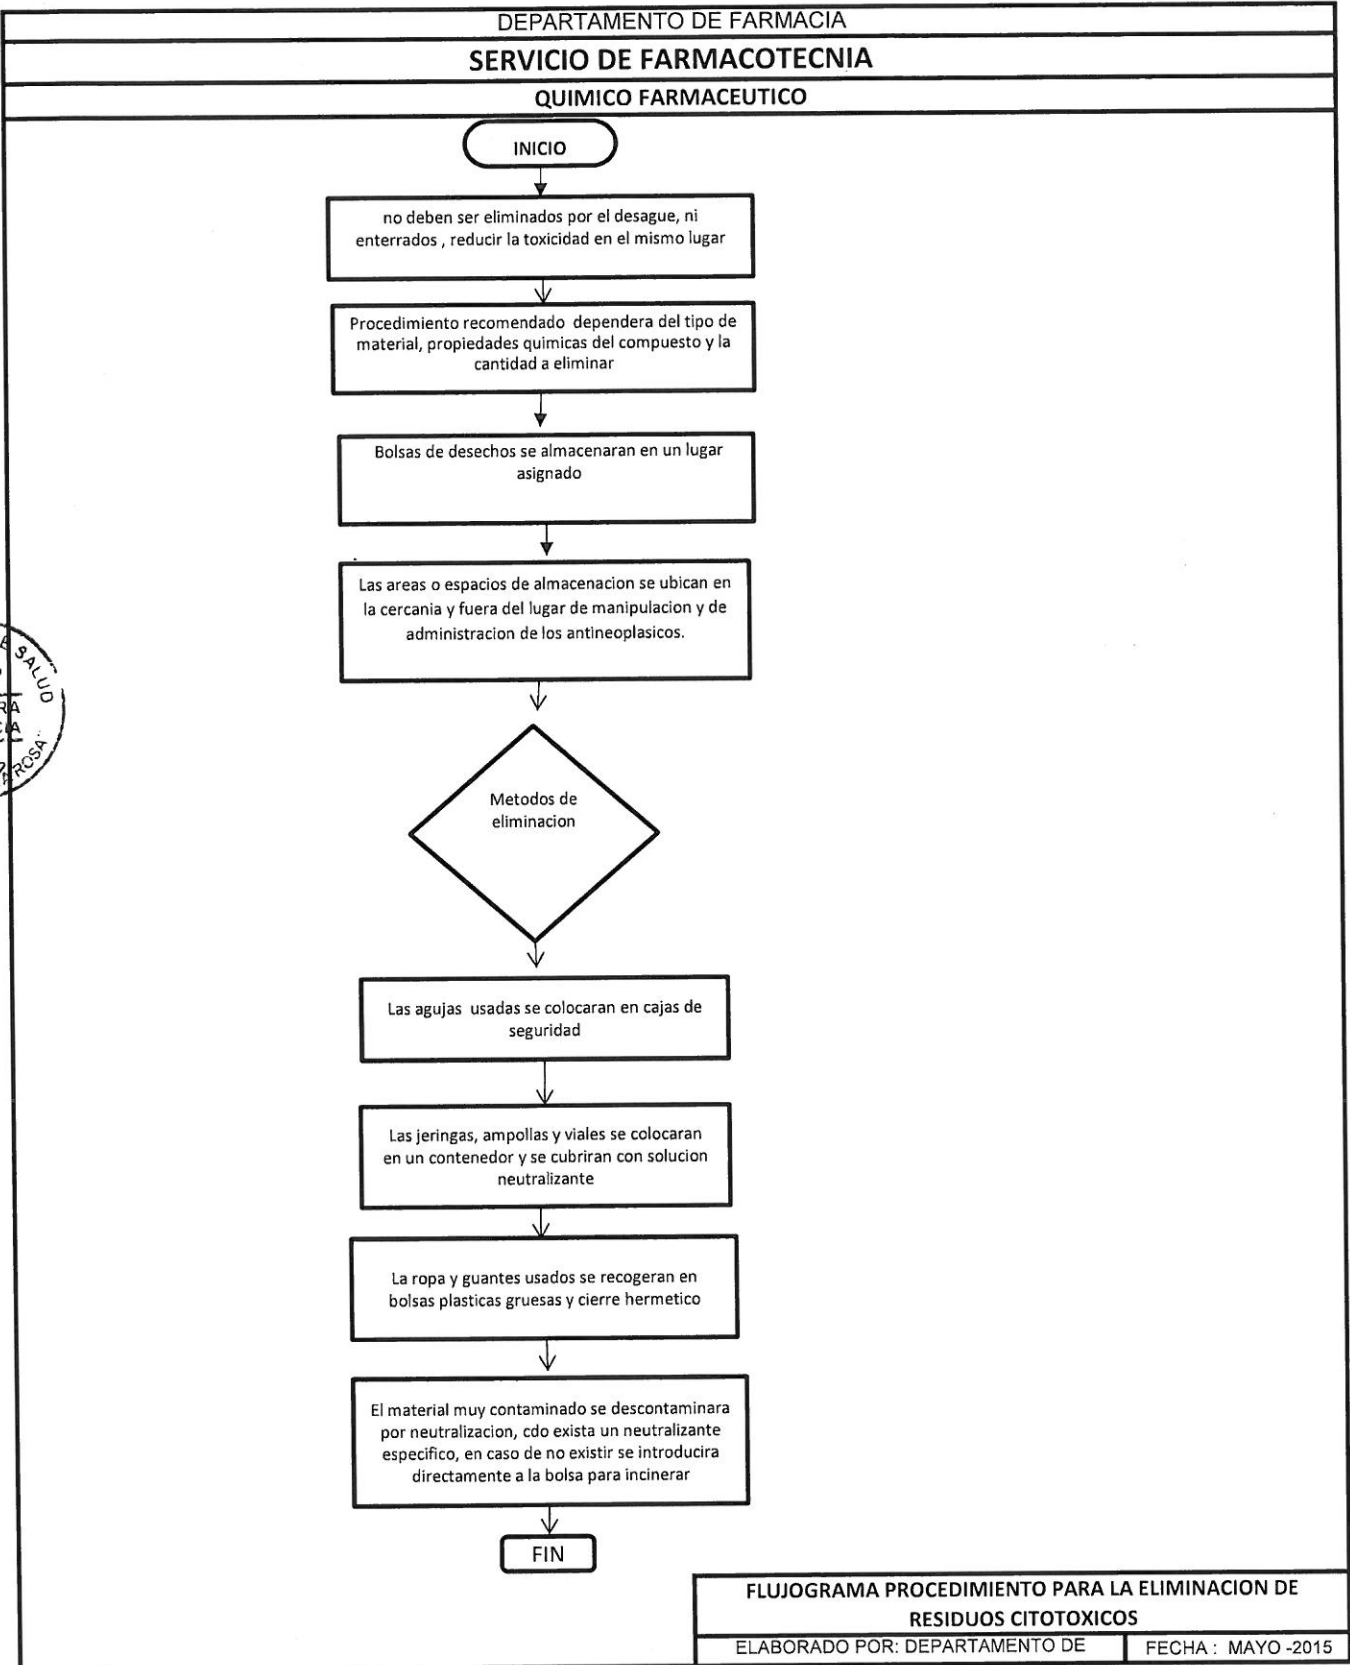 DEPARTAMENTO DE FARMACIA
SERVICIO DE FARMACOTECNIA
QUIMICO FARMACEUTICO
INICIO
no deben ser eliminados por el desague, ni
enterrados , reducir la toxicidad en el mismo lugar
Procedimiento recomendado dependera del tipo de
material, propiedades quimicas del compuesto y la
cantidad a eliminar
Bolsas de desechos se almacenaran en un lugar
asignado
Las areas o espacios de almacenacion se ubican en
la cercania y fuera del lugar de manipulacion y de
administracion de los antineoplasicos.
SALUD
ROSA"
Metodos de
eliminacion
Las agujas usadas se colocaran en cajas de
seguridad
Las jeringas, ampollas y viales se colocaran
en un contenedor y se cubriran con solucion
neutralizante
La ropa y guantes usados se recogeran en
bolsas plasticas gruesas y cierre hermetico
El material muy contaminado se descontaminara
por neutralizacion, cdo exista un neutralizante
especifico, en caso de no existir se introducira
directamente a la bolsa para incinerar
FIN
FLUJOGRAMA PROCEDIMIENTO PARA LA ELIMINACION DE
RESIDUOS CITOTOXICOS
ELABORADO POR: DEPARTAMENTO DE
FECHA : MAYO -2015